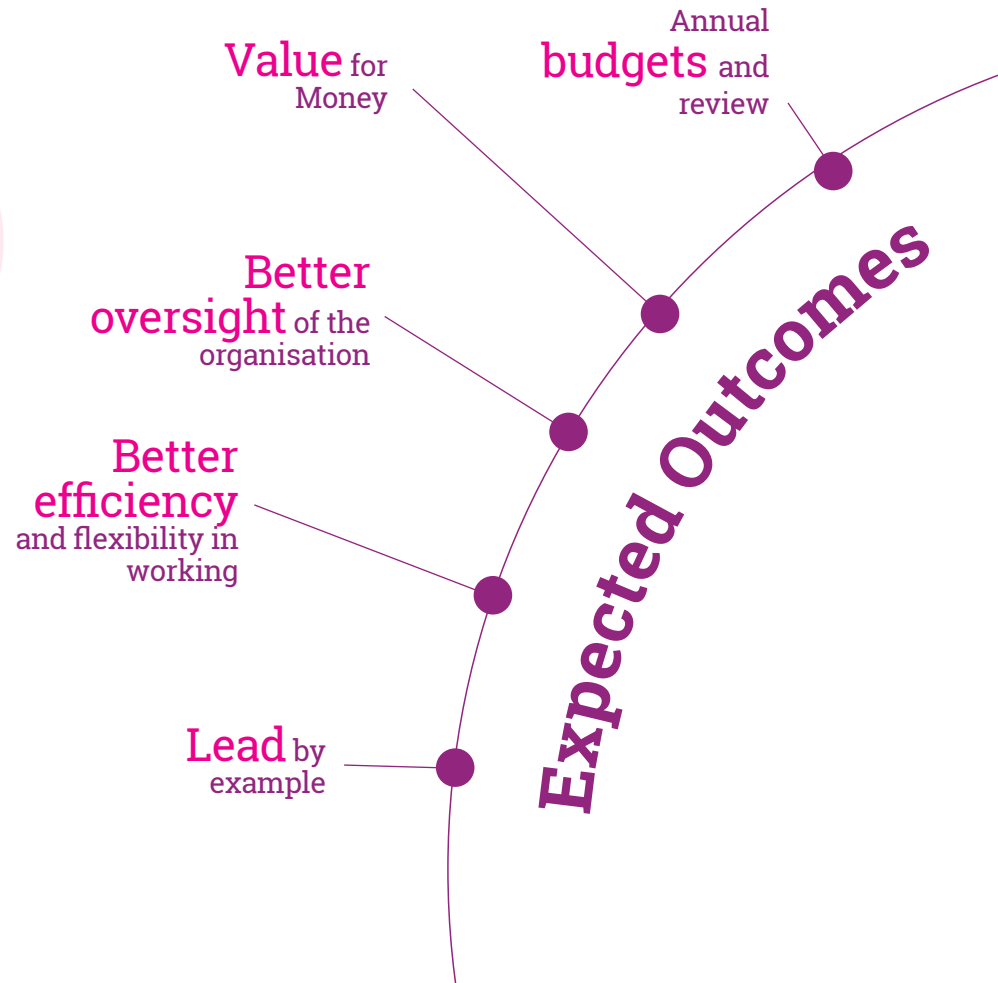 Annual
budgets and
review
Value for
Money
Better
oversight of the
organisation
Better
efficiency
and flexibility in
working
Lead by
example
Expected Outcomes